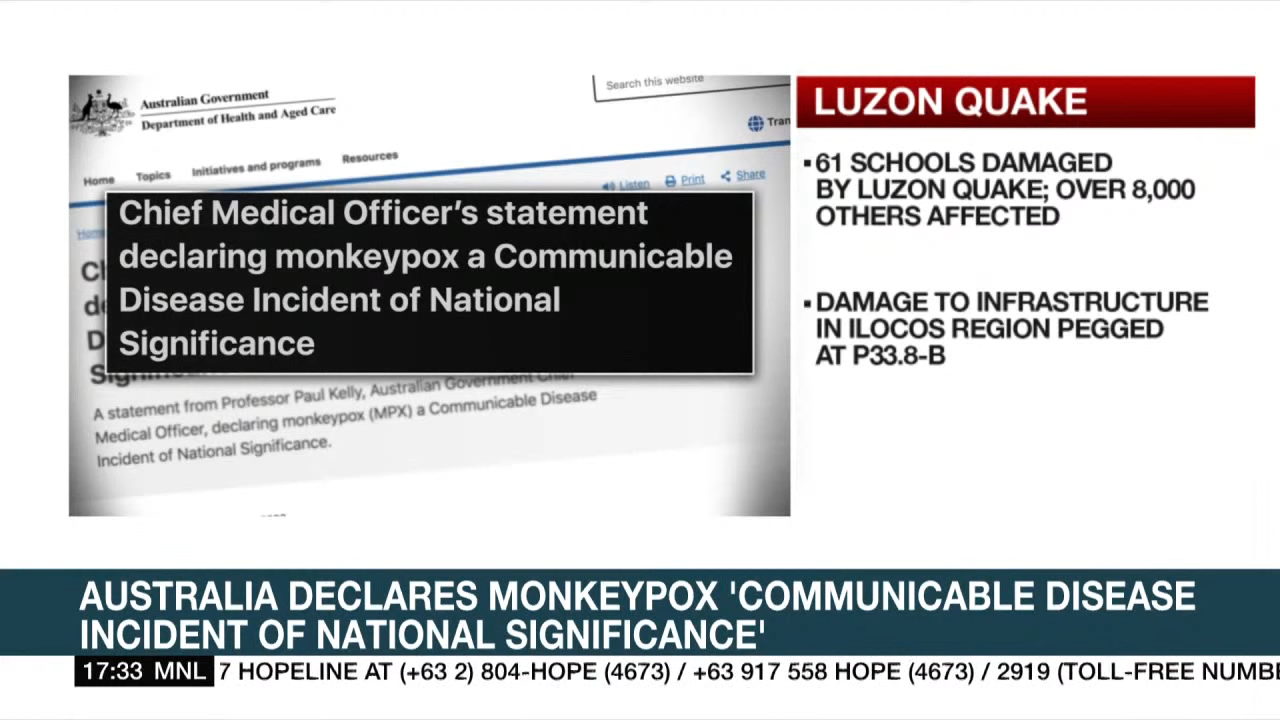 Australian Government
Department of Health and Aged Care
Search this website
Home Topics Initiatives and programs Resources
Listen Print Share
Chief Medical Officer's statement
declaring monkeypox a Communicable
Disease Incident of National
Significance
A statement from Professor Paul Kelly, Australian Government Chief
Medical Officer, declaring monkeypox (MPX) a Communicable Disease
Incident of National Significance.
LUZON QUAKE
▪61 SCHOOLS DAMAGED
BY LUZON QUAKE; OVER 8,000
OTHERS AFFECTED
▪DAMAGE TO INFRASTRUCTURE
IN ILOCOS REGION PEGGED
AT P33.8-B
AUSTRALIA DECLARES MONKEYPOX 'COMMUNICABLE DISEASE
INCIDENT OF NATIONAL SIGNIFICANCE'
17:33 MNL 7 HOPELINE AT (+63 2) 804-HOPE (4673) / +63 917 558 HOPE (4673) / 2919 (TOLL-FREE NUMBE